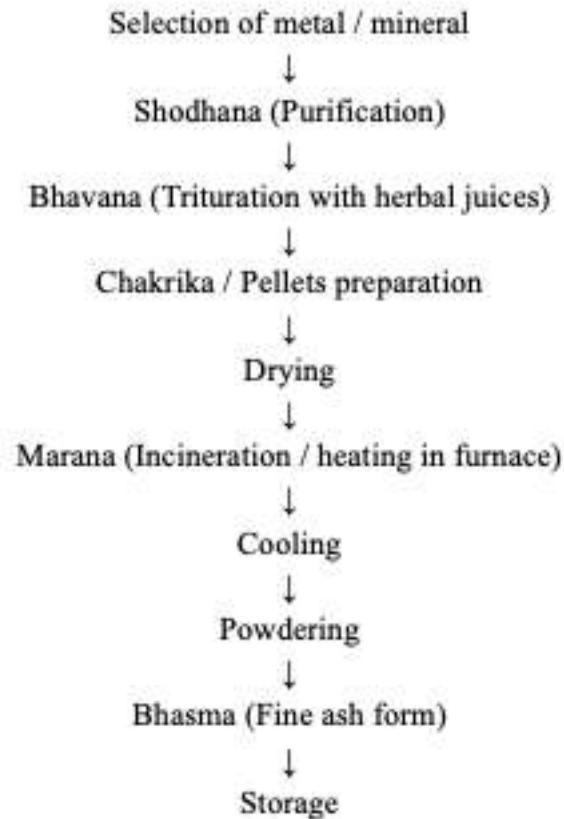 Selection of metal / mineral
↓
Shodhana (Purification)
↓
Bhavana (Trituration with herbal juices)
↓
Chakrika / Pellets preparation
↓
Drying
↓
Marana (Incineration / heating in furnace)
↓
Cooling
↓
Powdering
↓
Bhasma (Fine ash form)
↓
Storage